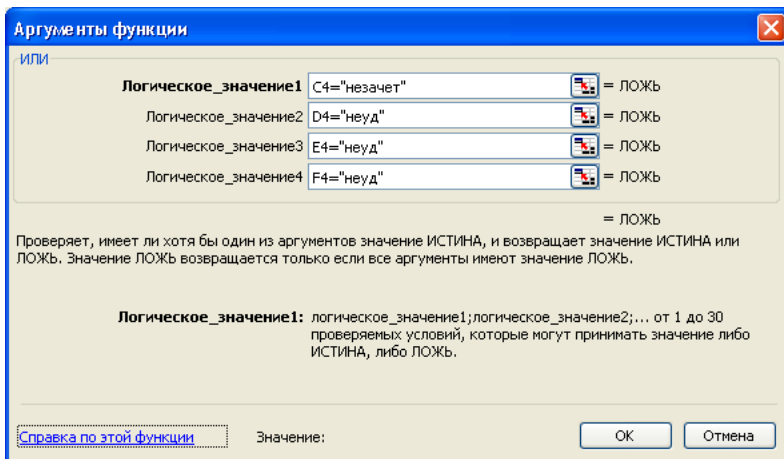 Аргументы функции
ИЛИ
Логическое_значение1 C4="незачет" = ЛОЖЬ
Логическое_значение2 D4="неуд" = ЛОЖЬ
Логическое_значение3 E4="неуд" = ЛОЖЬ
Логическое_значение4 F4="неуд" = ЛОЖЬ
= ЛОЖЬ
Проверяет, имеет ли хотя бы один из аргументов значение ИСТИНА, и возвращает значение ИСТИНА или
ЛОЖЬ. Значение ЛОЖЬ возвращается только если все аргументы имеют значение ЛОЖЬ.
Логическое_значение1: логическое_значение1;логическое_значение2;... от 1 до 30
проверяемых условий, которые могут принимать значение либо
ИСТИНА, либо ЛОЖЬ.
Справка по этой функции Значение: ОК Отмена